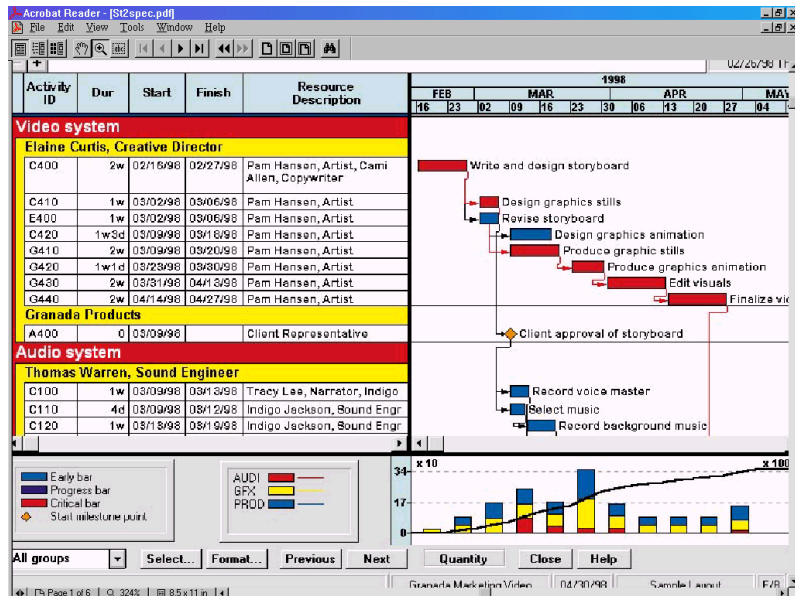 Acrobat Reader - [St2spec.pdf]
File Edit View Tools Window Help
02/26/98
Activity ID Dur Start Finish Resource Description
1998
FEB MAR APR MAY
16 23 02 09 16 23 30 06 13 20 27 04
Video system
Elaine Curtis, Creative Director
C400 2w 02/16/98 02/27/98 Pam Hansen, Artist, Cami Allen, Copywriter Write and design storyboard
C410 1w 03/02/98 03/06/98 Pam Hansen, Artist Design graphics stills
E400 1w 03/02/98 03/06/98 Pam Hansen, Artist Revise storyboard
C420 1w3d 03/09/98 03/18/98 Pam Hansen, Artist Design graphics animation
G410 2w 03/09/98 03/20/98 Pam Hansen, Artist Produce graphic stills
G420 1w1d 03/23/98 03/30/98 Pam Hansen, Artist Produce graphics animation
G430 2w 03/31/98 04/13/98 Pam Hansen, Artist Edit visuals
G440 2w 04/14/98 04/27/98 Pam Hansen, Artist Finalize
Granada Products
A400 0 03/09/98 Client Representative Client approval of storyboard
Audio system
Thomas Warren, Sound Engineer
C100 1w 03/09/98 03/13/98 Tracy Lee, Narrator, Indigo Record voice master
C110 4d 03/09/98 03/12/98 Indigo Jackson, Sound Engr Select music
C120 1w 03/13/98 03/19/98 Indigo Jackson, Sound Engr Record background music
Early bar
Progress bar
Critical bar
Start milestone point
AUDI
GFX
PROD
x 10 x 100
34
17
0
All groups Select... Format... Previous Next Quantity Close Help
Granada Marketing Video 04/30/98 Sample Layout
Page 1 of 6 324% 8.5 x 11 in